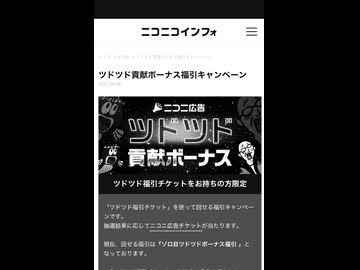 ニコニコインフォ
ツドツド貢献ボーナス福引キャンペーン
ニコニ広告
ツドツド
貢献ボーナス
ツドツド福引チケットをお持ちの方限定
「ツドツド福引チケット」を使って回せる福引キャンペー
ンです。
抽選結果に応じてニコニ広告チケットが当たります。
現在、回せる福引は「ゾロ目ツドツドボーナス福引 」と
なっております。